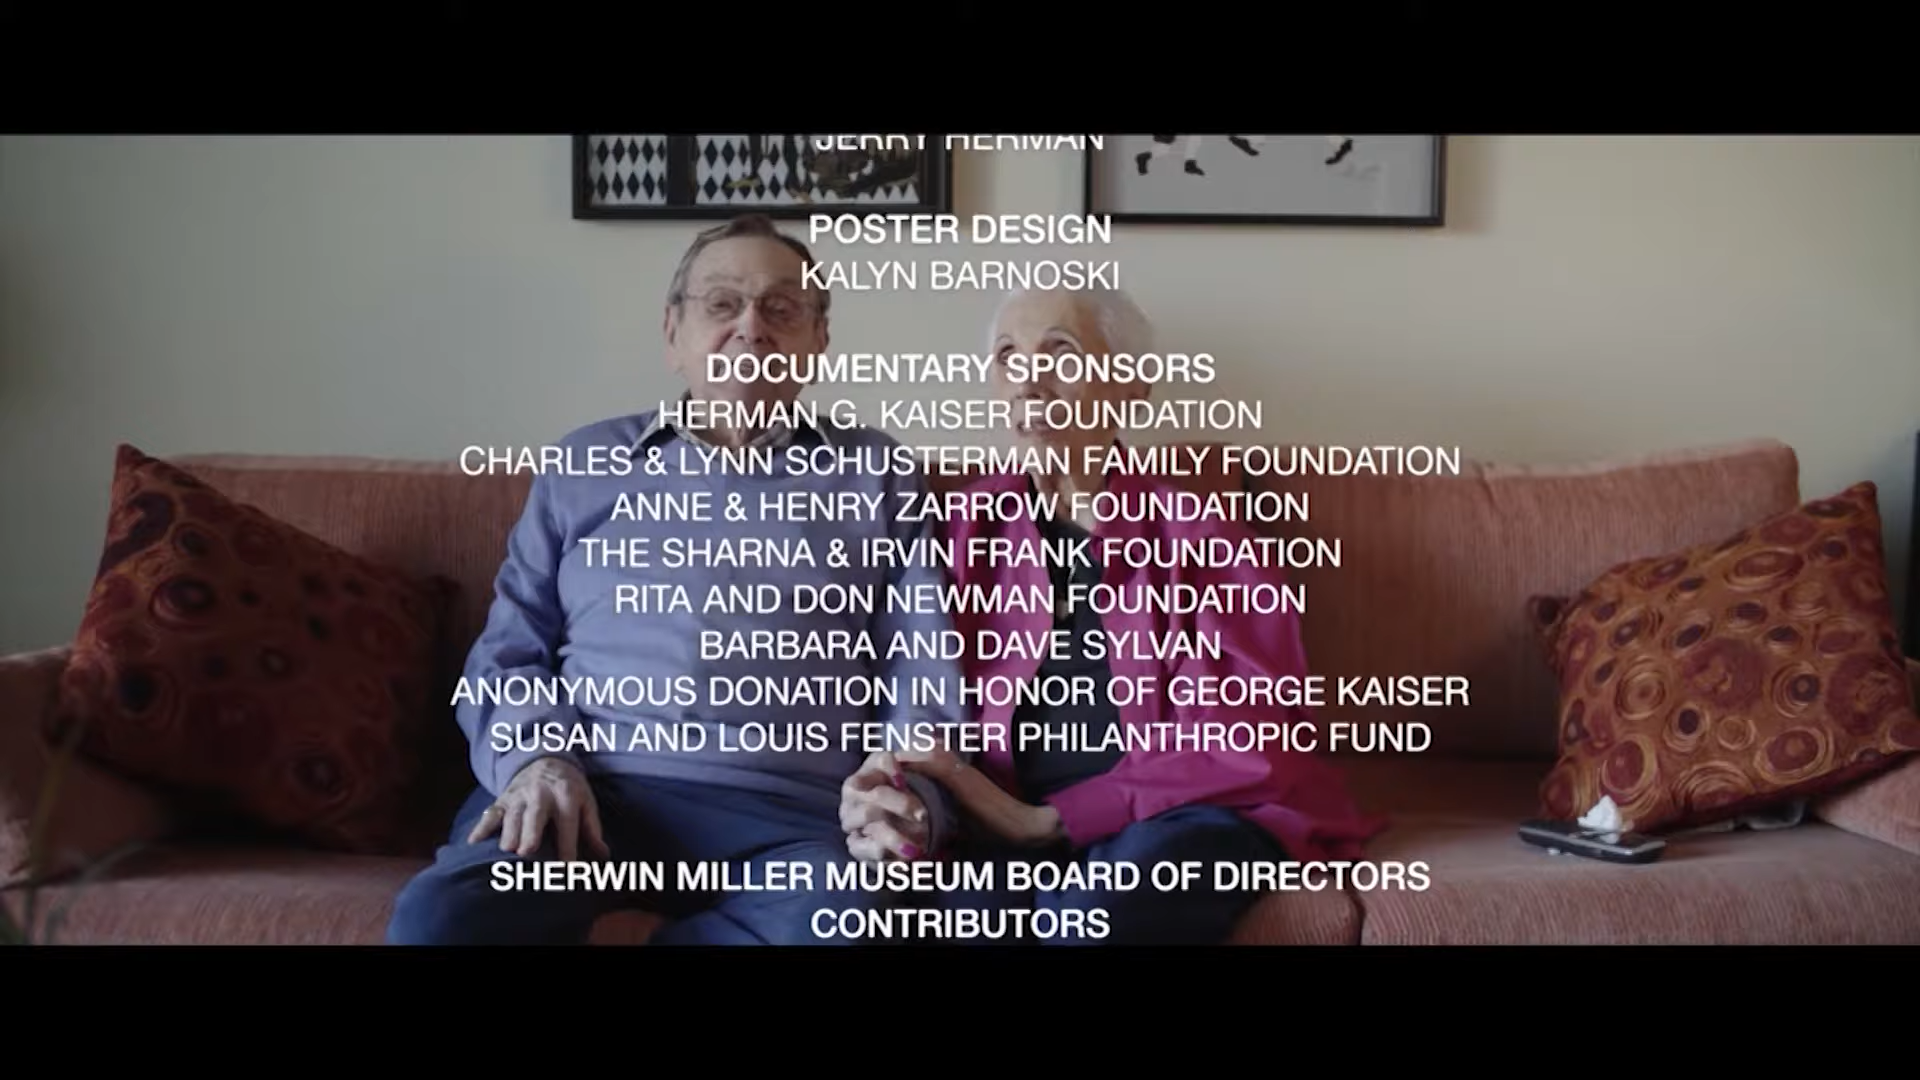 JERRY HERMAN
POSTER DESIGN
KALYN BARNOSKI
DOCUMENTARY SPONSORS
HERMAN G. KAISER FOUNDATION
CHARLES & LYNN SCHUSTERMAN FAMILY FOUNDATION
ANNE & HENRY ZARROW FOUNDATION
THE SHARNA & IRVIN FRANK FOUNDATION
RITA AND DON NEWMAN FOUNDATION
BARBARA AND DAVE SYLVAN
ANONYMOUS DONATION IN HONOR OF GEORGE KAISER
SUSAN AND LOUIS FENSTER PHILANTHROPIC FUND
SHERWIN MILLER MUSEUM BOARD OF DIRECTORS
CONTRIBUTORS